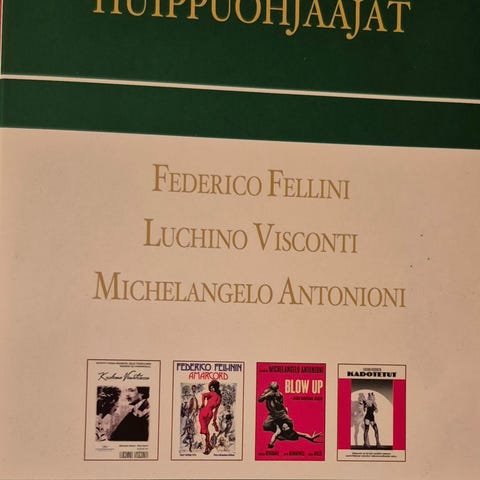 HUIPPUOHJAAJAT
FEDERICO FELLINI
LUCHINO VISCONTI
MICHELANGELO ANTONIONI
LUCHINO VISCONTI
FEDERICO FELLININ
AMARCORD
MICHELANGELO ANTONIONI
BLOW UP
KADOTETUT